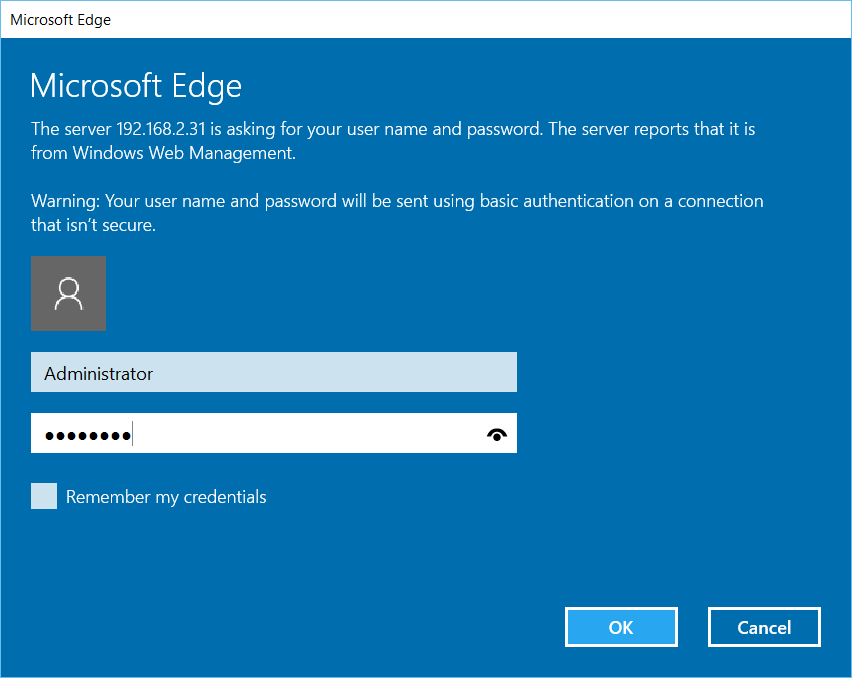 Microsoft Edge
Microsoft Edge
The server 192.168.2.31 is asking for your user name and password. The server reports that it is
from Windows Web Management.
Warning: Your user name and password will be sent using basic authentication on a connection
that isn’t secure.
Administrator
••••••••
Remember my credentials
OK
Cancel